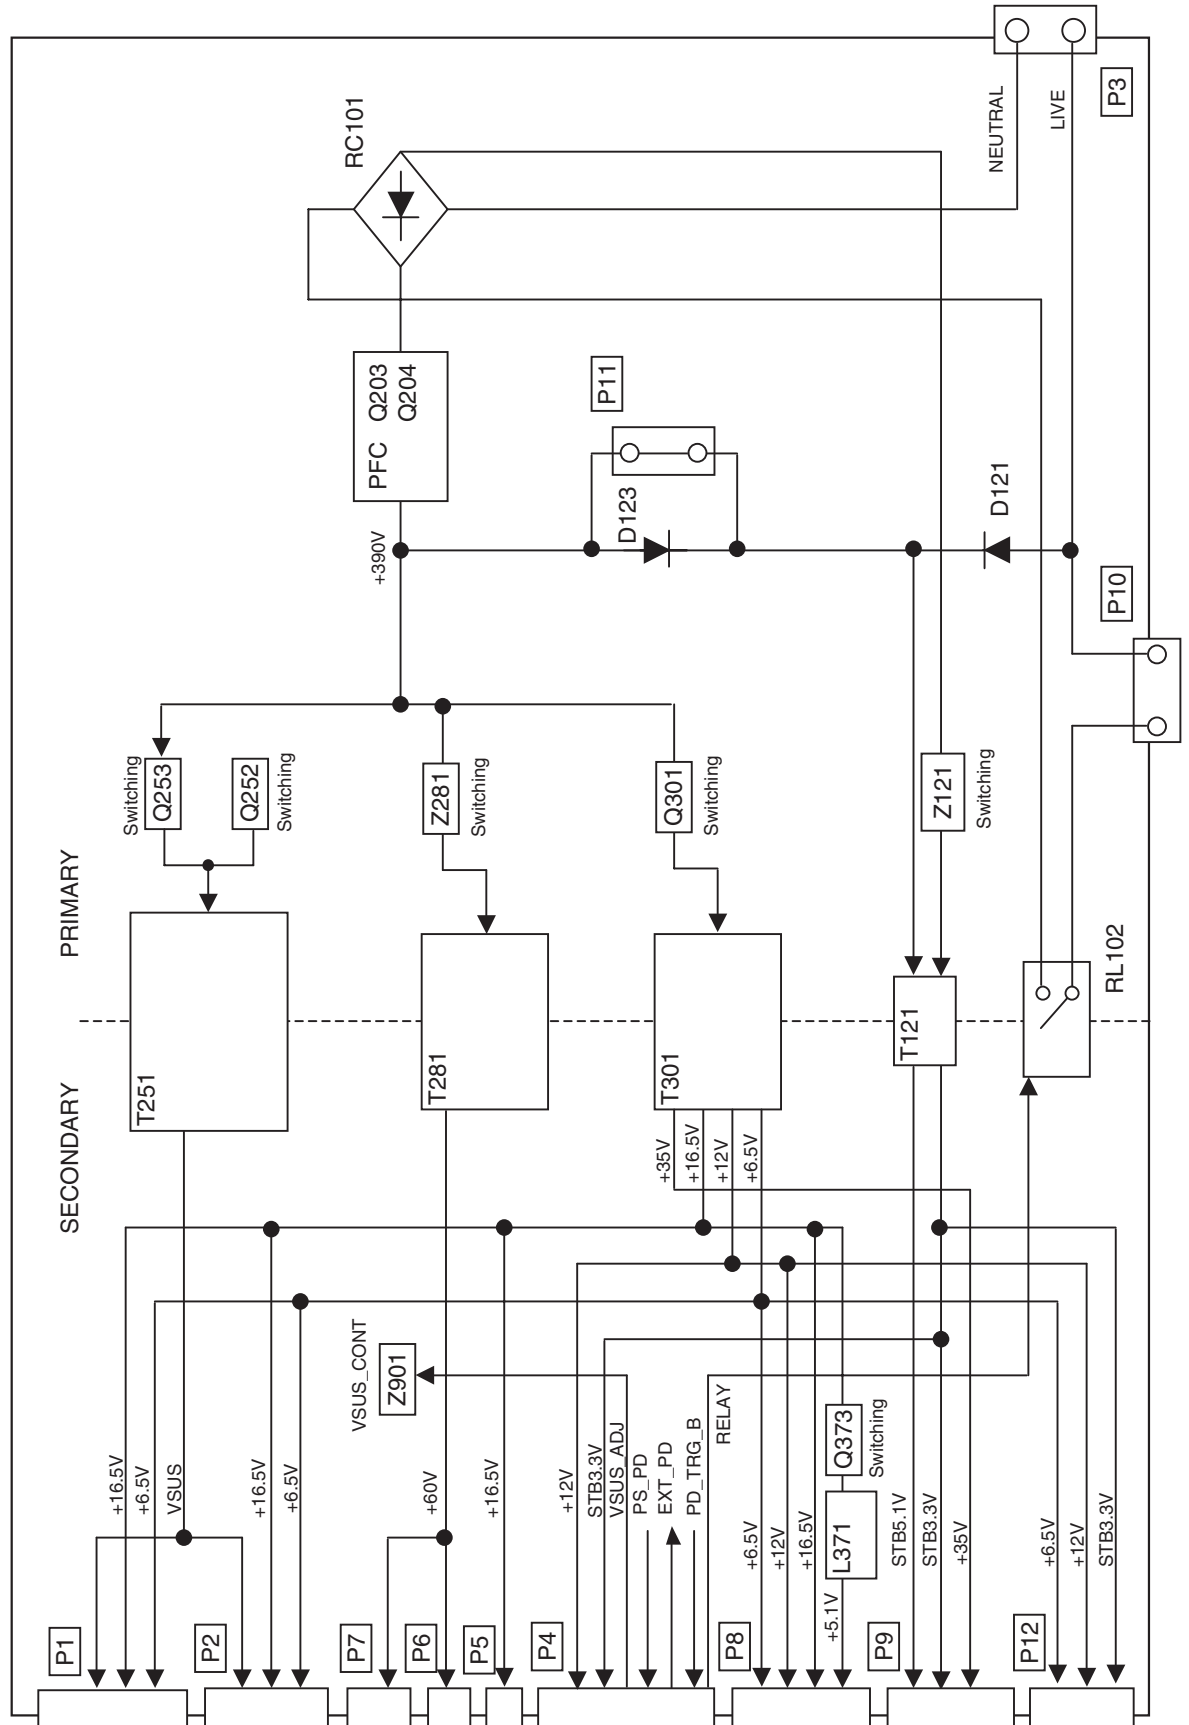 P1
+16.5V
+6.5V
VSUS
P2
+16.5V
+6.5V
P7
P6
+60V
P5
+16.5V
P4
+12V
STB3.3V
VSUS_ADJ
PS_PD
EXT_PD
PD_TRG_B
RELAY
P8
+6.5V
+12V
+16.5V
+5.1V
L371
Q373
Switching
P9
STB5.1V
STB3.3V
+35V
P12
+6.5V
+12V
STB3.3V
VSUS_CONT
Z901
SECONDARY
PRIMARY
T251
T281
T301
+35V
+16.5V
+12V
+6.5V
T121
RL102
Switching
Q253
Q252
Switching
Z281
Switching
Q301
Switching
Z121
Switching
+390V
PFC Q203
Q204
D123
P11
D121
P10
RC101
NEUTRAL
LIVE
P3